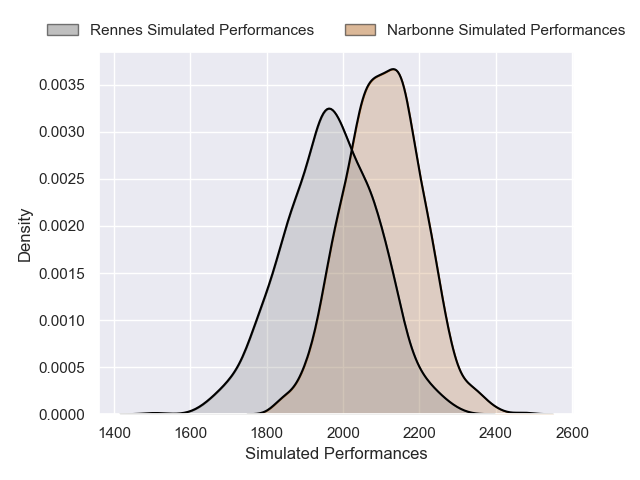 Rennes Simulated Performances Narbonne Simulated Performances
0.0035
0.0030
0.0025
0.0020
0.0015
0.0010
0.0005
0.0000
Density
1400 1600 1800 2000 2200 2400 2600
Simulated Performances